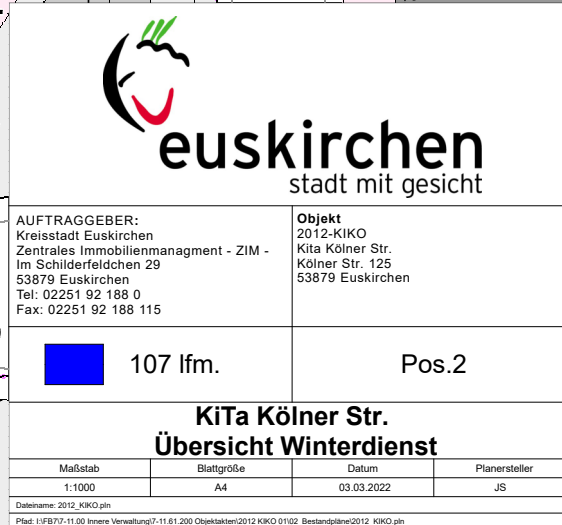 euskirchen
stadt mit gesicht
AUFTRAGGEBER:
Kreisstadt Euskirchen
Zentrales Immobilienmanagment - ZIM -
Im Schilderfeldchen 29
53879 Euskirchen
Tel: 02251 92 188 0
Fax: 02251 92 188 115
Objekt
2012-KIKO
Kita Kölner Str.
Kölner Str. 125
53879 Euskirchen
107 lfm.
Pos.2
KiTa Kölner Str.
Übersicht Winterdienst
Maßstab Blattgröße Datum Planersteller
1:1000 A4 03.03.2022 JS
Dateiname: 2012_KIKO.pln
Pfad: I:\FB7\7-11.00 Innere Verwaltung\7-11.61.200 Objektakten\2012 KIKO 01\02_Bestandpläne\2012_KIKO.pln